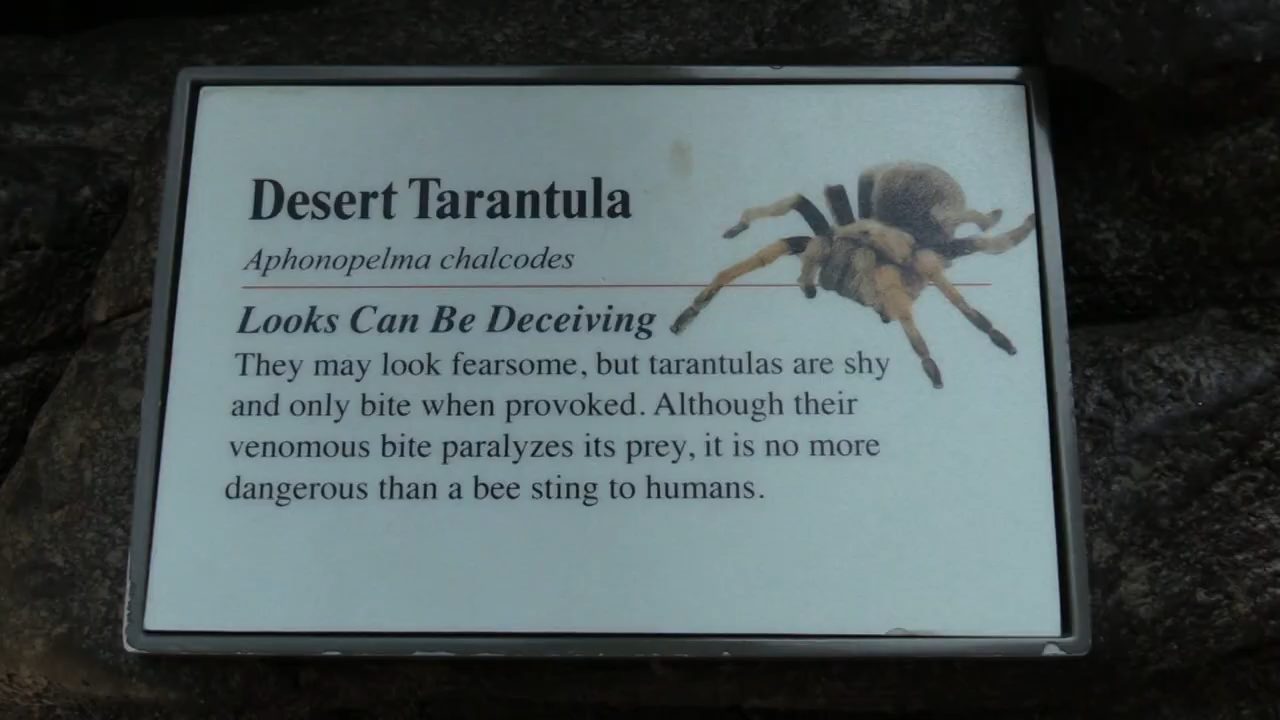 Desert Tarantula
Aphonopelma chalcodes
Looks Can Be Deceiving
They may look fearsome, but tarantulas are shy
and only bite when provoked. Although their
venomous bite paralyzes its prey, it is no more
dangerous than a bee sting to humans.